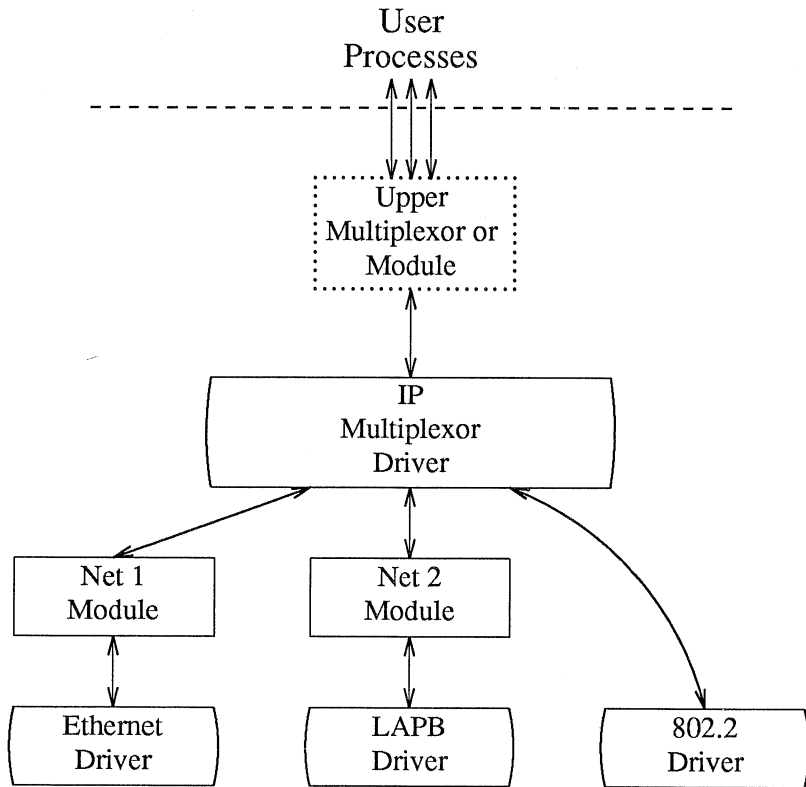 User
Processes
Upper
Multiplexor or
Module
IP
Multiplexor
Driver
Net 1
Module
Net 2
Module
Ethernet
Driver
LAPB
Driver
802.2
Driver